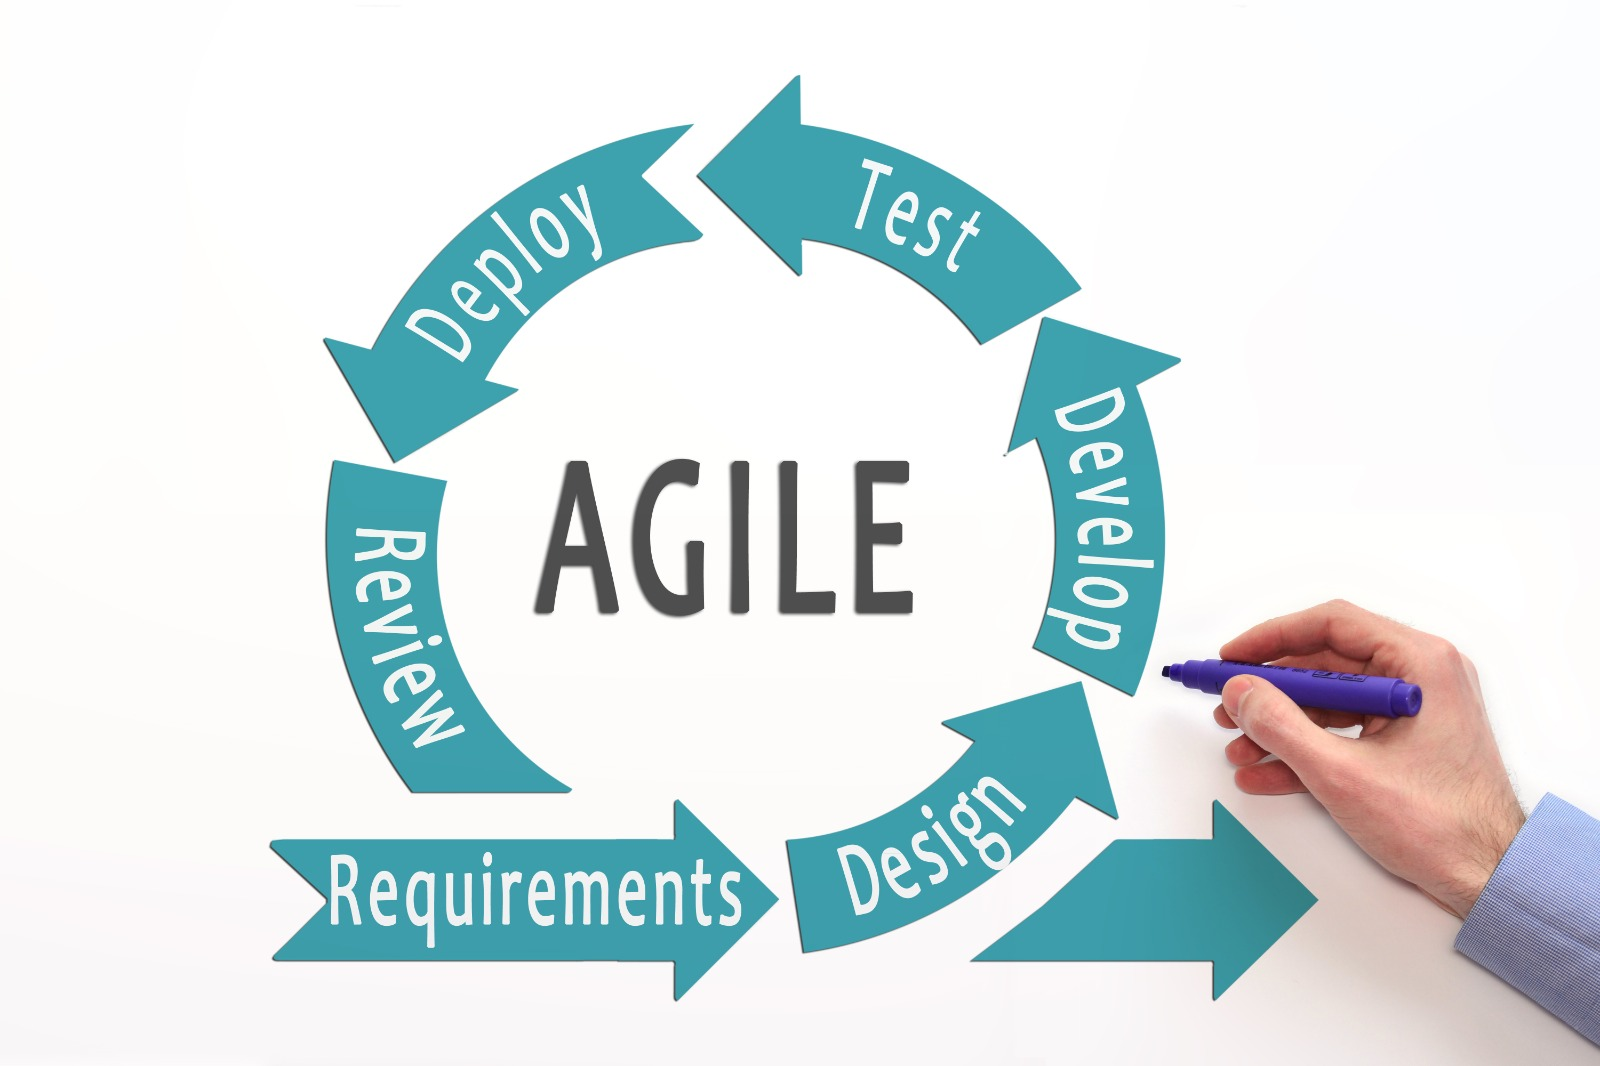 AGILE
Requirements
Design
Develop
Test
Deploy
Review